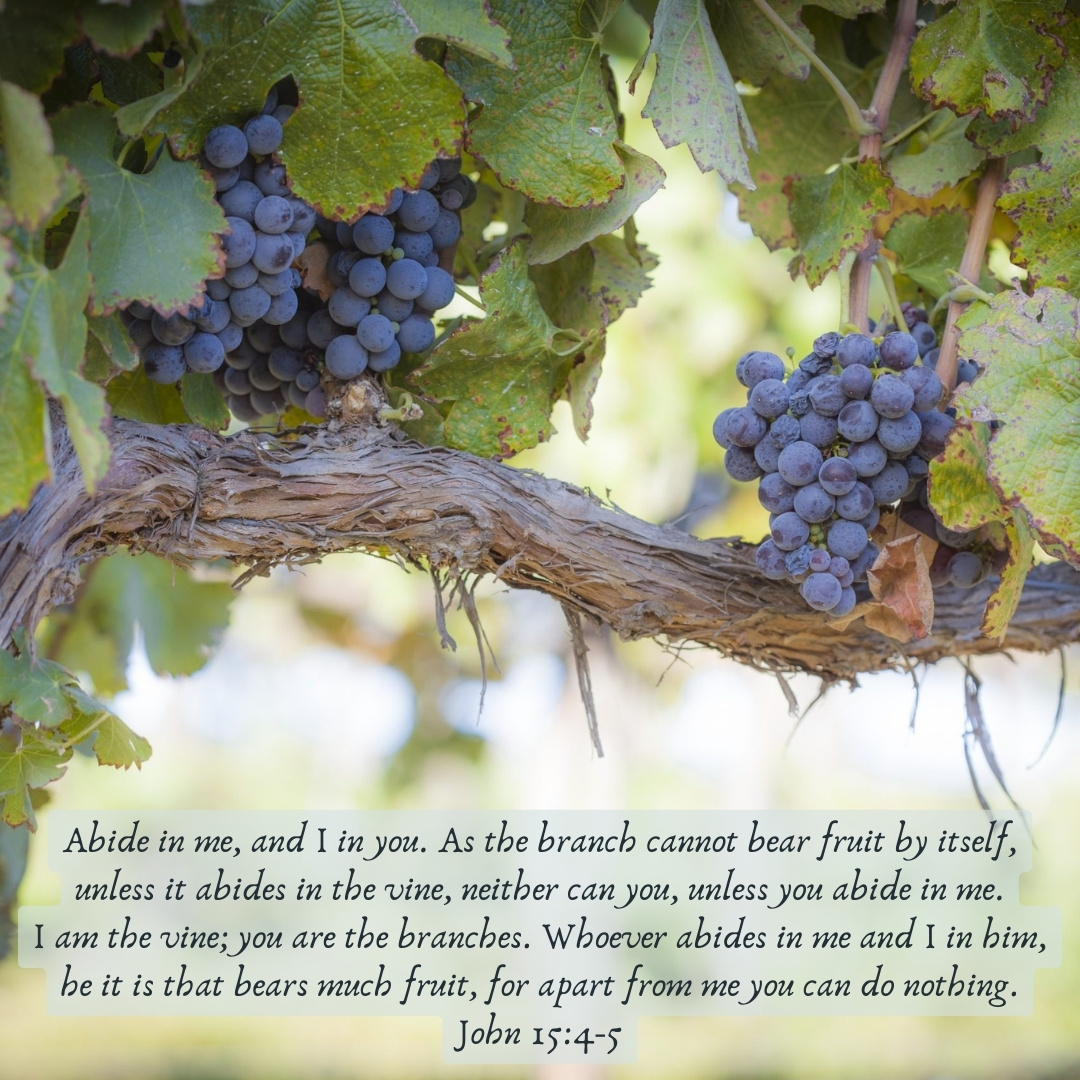 Abide in me, and I in you. As the branch cannot bear fruit by itself,
unless it abides in the vine, neither can you, unless you abide in me.
I am the vine; you are the branches. Whoever abides in me and I in him,
he it is that bears much fruit, for apart from me you can do nothing.
John 15:4-5